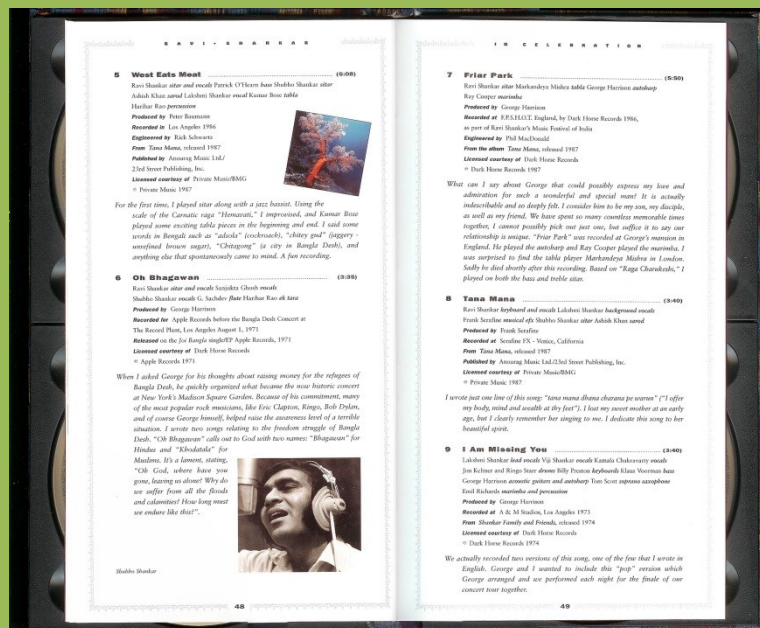 RAVI • SHANKAR
5 West Eats Meat (6:08)
Ravi Shankar sitar and vocals Patrick O'Hearn bass Shubho Shankar sitar
Ashish Khan sarod Lakshmi Shankar vocal Kumar Bose tabla
Harihar Rao percussion
Produced by Peter Baumann
Recorded in Los Angeles 1986
Engineered by Rick Schwartz
From Tana Mana, released 1987
Published by Anourag Music Ltd./
23rd Street Publishing, Inc.
Licensed courtesy of Private Music/BMG
℗ Private Music 1987
For the first time, I played sitar along with a jazz bassist. Using the
scale of the Carnatic raga "Hemavati," I improvised, and Kumar Bose
played some exciting tabla pieces in the beginning and end. I said some
words in Bengali such as "adsola" (cockroach), "chitey gud" (jaggery -
unrefined brown sugar), "Chitagong" (a city in Bangla Desh), and
anything else that spontaneously came to mind. A fun recording.
6 Oh Bhagawan (3:35)
Ravi Shankar sitar and vocals Sanjukta Ghosh vocals
Shubho Shankar vocals G. Sachdev flute Harihar Rao ek tara
Produced by George Harrison
Recorded for Apple Records before the Bangla Desh Concert at
The Record Plant, Los Angeles August 1, 1971
Released on the Joi Bangla single/EP Apple Records, 1971
Licensed courtesy of Dark Horse Records
℗ Apple Records 1971
When I asked George for his thoughts about raising money for the refugees of
Bangla Desh, he quickly organized what became the now historic concert
at New York's Madison Square Garden. Because of his commitment, many
of the most popular rock musicians, like Eric Clapton, Ringo, Bob Dylan,
and of course George himself, helped raise the awareness level of a terrible
situation. I wrote two songs relating to the freedom struggle of Bangla
Desh. "Oh Bhagawan" calls out to God with two names: "Bhagawan" for
Hindus and "Khodatala" for
Muslims. It's a lament, stating,
"Oh God, where have you
gone, leaving us alone? Why do
we suffer from all the floods
and calamities? How long must
we endure like this?".
Shubho Shankar
48
IN CELEBRATION
7 Friar Park (5:50)
Ravi Shankar sitar Markandeya Mishra tabla George Harrison autoharp
Ray Cooper marimba
Produced by George Harrison
Recorded at F.P.S.H.O.T. England, by Dark Horse Records 1986,
as part of Ravi Shankar's Music Festival of India
Engineered by Phil MacDonald
From the album Tana Mana, released 1987
Licensed courtesy of Dark Horse Records
℗ Dark Horse Records 1987
What can I say about George that could possibly express my love and
admiration for such a wonderful and special man? It is actually
indescribable and so deeply felt. I consider him to be my son, my disciple,
as well as my friend. We have spent so many countless memorable times
together, I cannot possibly pick out just one, but suffice it to say our
relationship is unique. "Friar Park" was recorded at George's mansion in
England. He played the autoharp and Ray Cooper played the marimba. I
was surprised to find the tabla player Markandeya Mishra in London.
Sadly he died shortly after this recording. Based on "Raga Charukeshi," I
played on both the bass and treble sitar.
8 Tana Mana (3:40)
Ravi Shankar keyboard and vocals Lakshmi Shankar background vocals
Frank Serafine musical efx Shubho Shankar sitar Ashish Khan sarod
Produced by Frank Serafine
Recorded at Serafine FX - Venice, California
From Tana Mana, released 1987
Published by Anourag Music Ltd./23rd Street Publishing, Inc.
Licensed courtesy of Private Music/BMG
℗ Private Music 1987
I wrote just one line of this song: "tana mana dhana charana pe warun" ("I offer
my body, mind and wealth at thy feet"). I lost my sweet mother at an early
age, but I clearly remember her singing to me. I dedicate this song to her
beautiful spirit.
9 I Am Missing You (3:40)
Lakshmi Shankar lead vocals Viji Shankar vocals Kamala Chakravarty vocals
Jim Keltner and Ringo Starr drums Billy Preston keyboards Klaus Voorman bass
George Harrison acoustic guitars and autoharp Tom Scott soprano saxophone
Emil Richards marimba and percussion
Produced by George Harrison
Recorded at A & M Studios, Los Angeles 1973
From Shankar Family and Friends, released 1974
Licensed courtesy of Dark Horse Records
℗ Dark Horse Records 1974
We actually recorded two versions of this song, one of the few that I wrote in
English. George and I wanted to include this "pop" version which
George arranged and we performed each night for the finale of our
concert tour together.
49